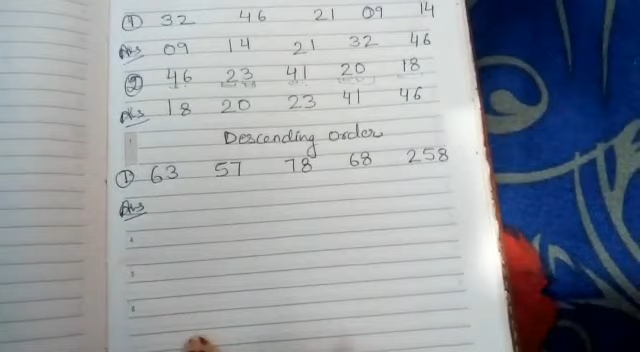 ① 32 46 21 09 14
Ans 09 14 21 32 46
② 46 23 41 20 18
Ans 18 20 23 41 46
Descending order
① 63 57 78 68 258
Ans